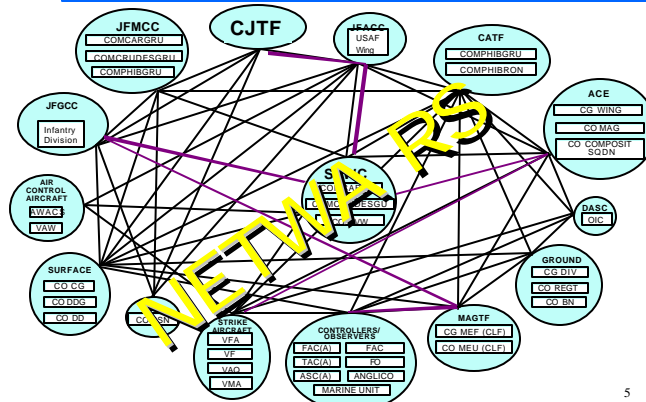 JFMCC
COMCARGRU
COMCRUDESGRU
COMPHIBGRU
CJTF
JFACC
USAF
Wing
CATF
COMPHIBGRU
COMPHIBRON
ACE
CG WING
CO MAG
CO COMPOSIT
SQDN
JFGCC
Infantry
Division
AIR
CONTROL
AIRCRAFT
AWACS
VAW
NETWARS
DASC
OIC
SURFACE
CO CG
CO DDG
CO DD
STRIKE
AIRCRAFT
VFA
VF
VAQ
VMA
CONTROLLERS/
OBSERVERS
FAC(A) FAC
TAC(A) FO
ASC(A) ANGLICO
MARINE UNIT
MAGTF
CG MEF (CLF)
CO MEU (CLF)
GROUND
CG DIV
CO REGT
CO BN
5